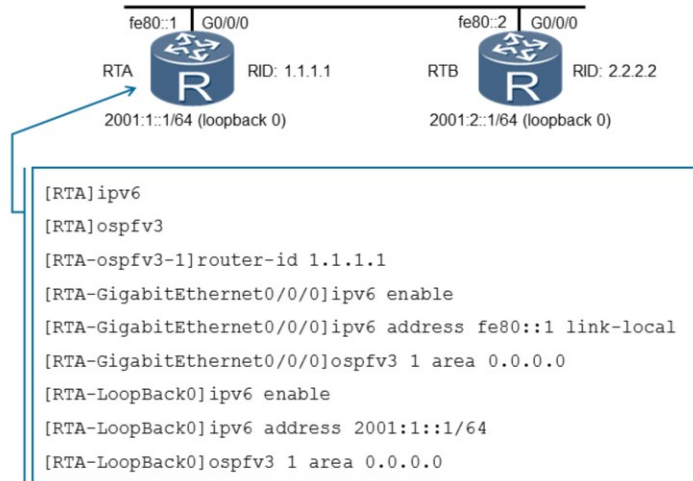 fe80::1 G0/0/0 fe80::2 G0/0/0
RTA R RID: 1.1.1.1 RTB R RID: 2.2.2.2
2001:1::1/64 (loopback 0) 2001:2::1/64 (loopback 0)
[RTA]ipv6
[RTA]ospfv3
[RTA-ospfv3-1]router-id 1.1.1.1
[RTA-GigabitEthernet0/0/0]ipv6 enable
[RTA-GigabitEthernet0/0/0]ipv6 address fe80::1 link-local
[RTA-GigabitEthernet0/0/0]ospfv3 1 area 0.0.0.0
[RTA-LoopBack0]ipv6 enable
[RTA-LoopBack0]ipv6 address 2001:1::1/64
[RTA-LoopBack0]ospfv3 1 area 0.0.0.0